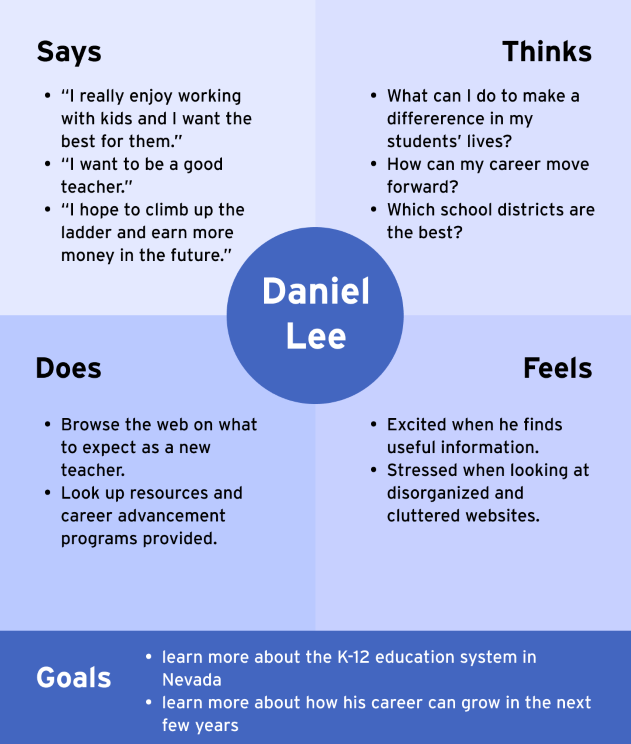 Says
• “I really enjoy working
with kids and I want the
best for them.”
• “I want to be a good
teacher.”
• “I hope to climb up the
ladder and earn more
money in the future.”
Thinks
• What can I do to make a
differerence in my
students’ lives?
• How can my career move
forward?
• Which school districts are
the best?
Daniel
Lee
Does
• Browse the web on what
to expect as a new
teacher.
• Look up resources and
career advancement
programs provided.
Feels
• Excited when he finds
useful information.
• Stressed when looking at
disorganized and
cluttered websites.
Goals
• learn more about the K-12 education system in
Nevada
• learn more about how his career can grow in the next
few years